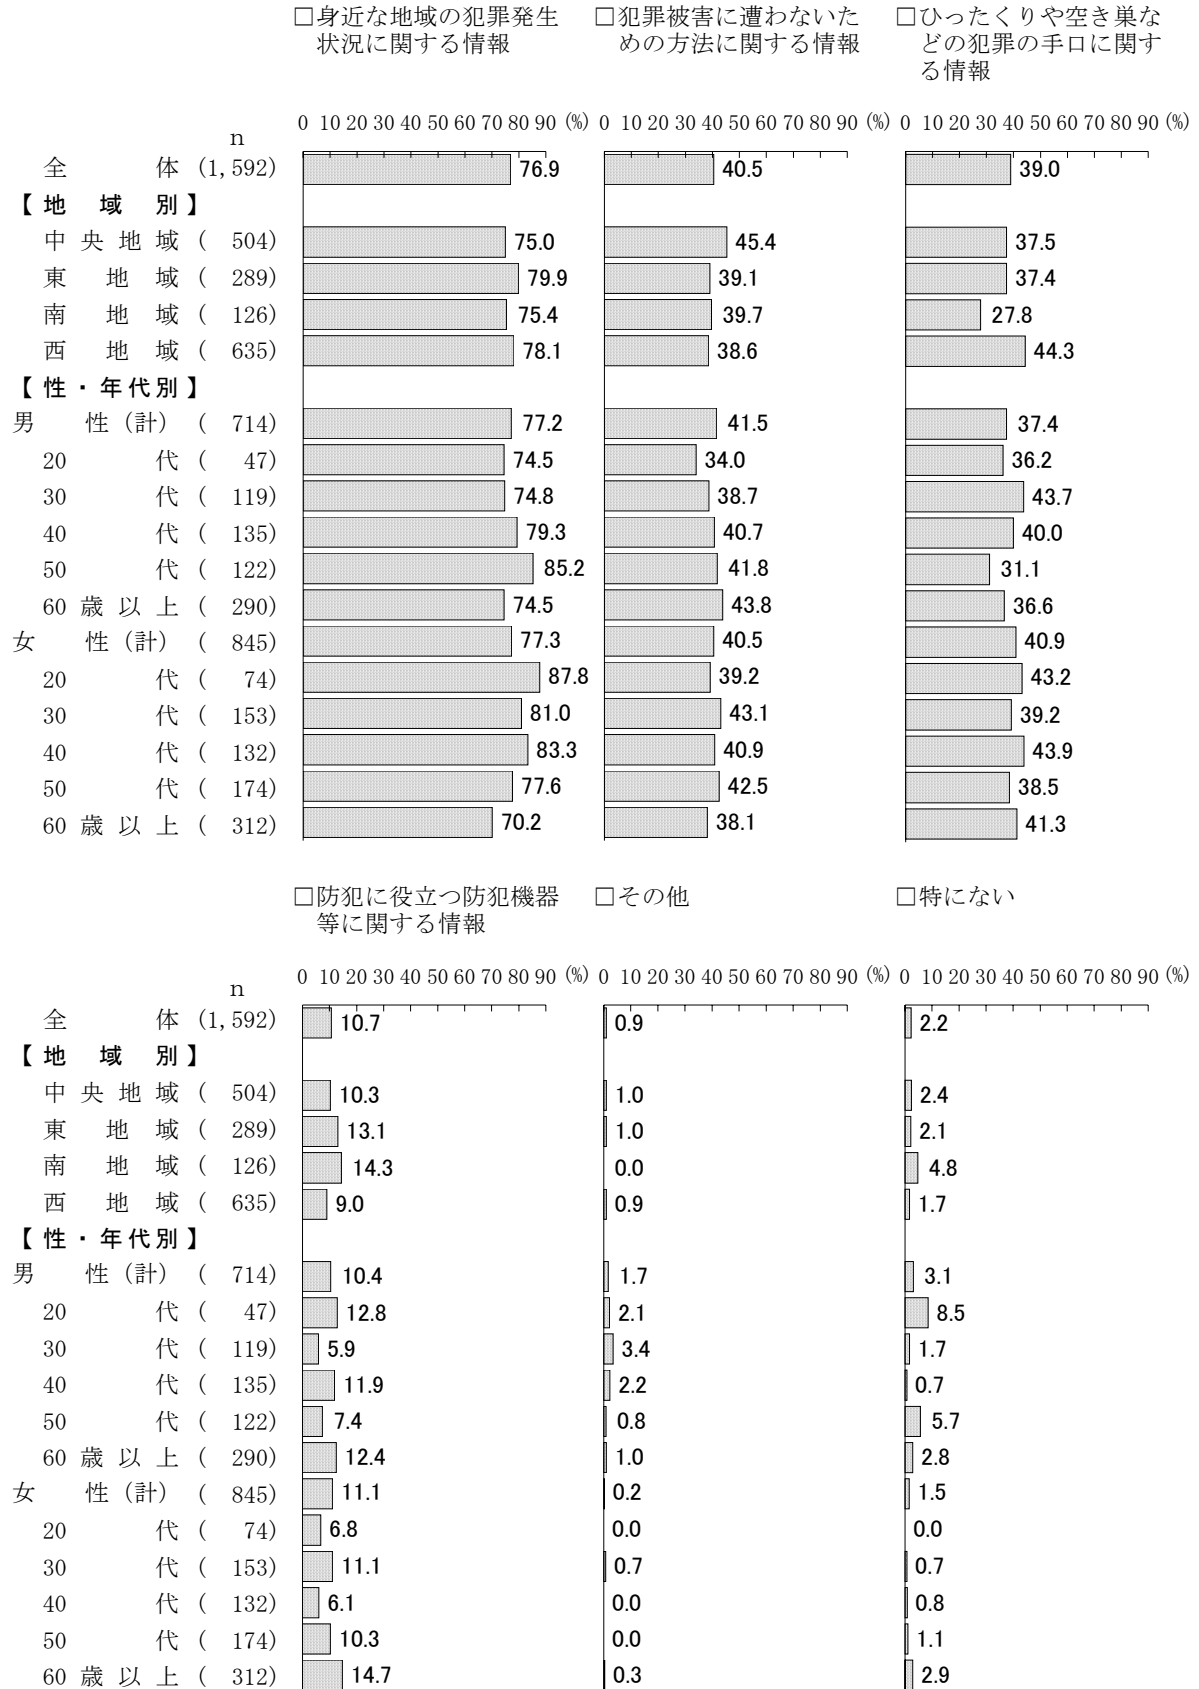 □身近な地域の犯罪発生 □犯罪被害に遭わないた □ひったくりや空き巣な
状況に関する情報 めの方法に関する情報 どの犯罪の手口に関す
る情報
0 10 20 30 40 50 60 70 80 90 (%) 0 10 20 30 40 50 60 70 80 90 (%) 0 10 20 30 40 50 60 70 80 90 (%)
n
全 体 (1,592) 76.9 40.5 39.0
【地 域 別】
中央地域 ( 504) 75.0 45.4 37.5
東 地 域 ( 289) 79.9 39.1 37.4
南 地 域 ( 126) 75.4 39.7 27.8
西 地 域 ( 635) 78.1 38.6 44.3
【性・年代別】
男 性(計) ( 714) 77.2 41.5 37.4
20 代 ( 47) 74.5 34.0 36.2
30 代 ( 119) 74.8 38.7 43.7
40 代 ( 135) 79.3 40.7 40.0
50 代 ( 122) 85.2 41.8 31.1
60歳以上 ( 290) 74.5 43.8 36.6
女 性(計) ( 845) 77.3 40.5 40.9
20 代 ( 74) 87.8 39.2 43.2
30 代 ( 153) 81.0 43.1 39.2
40 代 ( 132) 83.3 40.9 43.9
50 代 ( 174) 77.6 42.5 38.5
60歳以上 ( 312) 70.2 38.1 41.3
□防犯に役立つ防犯機器 □その他 □特にない
等に関する情報
0 10 20 30 40 50 60 70 80 90 (%) 0 10 20 30 40 50 60 70 80 90 (%) 0 10 20 30 40 50 60 70 80 90 (%)
n
全 体 (1,592) 10.7 0.9 2.2
【地 域 別】
中央地域 ( 504) 10.3 1.0 2.4
東 地 域 ( 289) 13.1 1.0 2.1
南 地 域 ( 126) 14.3 0.0 4.8
西 地 域 ( 635) 9.0 0.9 1.7
【性・年代別】
男 性(計) ( 714) 10.4 1.7 3.1
20 代 ( 47) 12.8 2.1 8.5
30 代 ( 119) 5.9 3.4 1.7
40 代 ( 135) 11.9 2.2 0.7
50 代 ( 122) 7.4 0.8 5.7
60歳以上 ( 290) 12.4 1.0 2.8
女 性(計) ( 845) 11.1 0.2 1.5
20 代 ( 74) 6.8 0.0 0.0
30 代 ( 153) 11.1 0.7 0.7
40 代 ( 132) 6.1 0.0 0.8
50 代 ( 174) 10.3 0.0 1.1
60歳以上 ( 312) 14.7 0.3 2.9